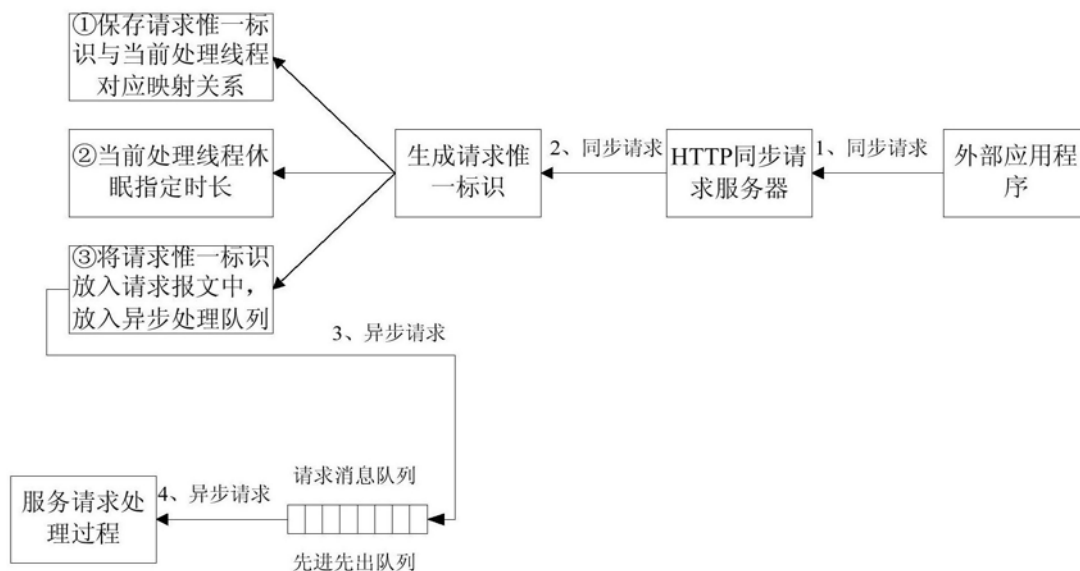 ①保存请求惟一标
识与当前处理线程
对应映射关系
②当前处理线程休
眠指定时长
③将请求惟一标识
放入请求报文中，
放入异步处理队列
生成请求惟
一标识
2、同步请求
HTTP同步请
求服务器
1、同步请求
外部应用程
序
3、异步请求
请求消息队列
先进先出队列
4、异步请求
服务请求处
理过程